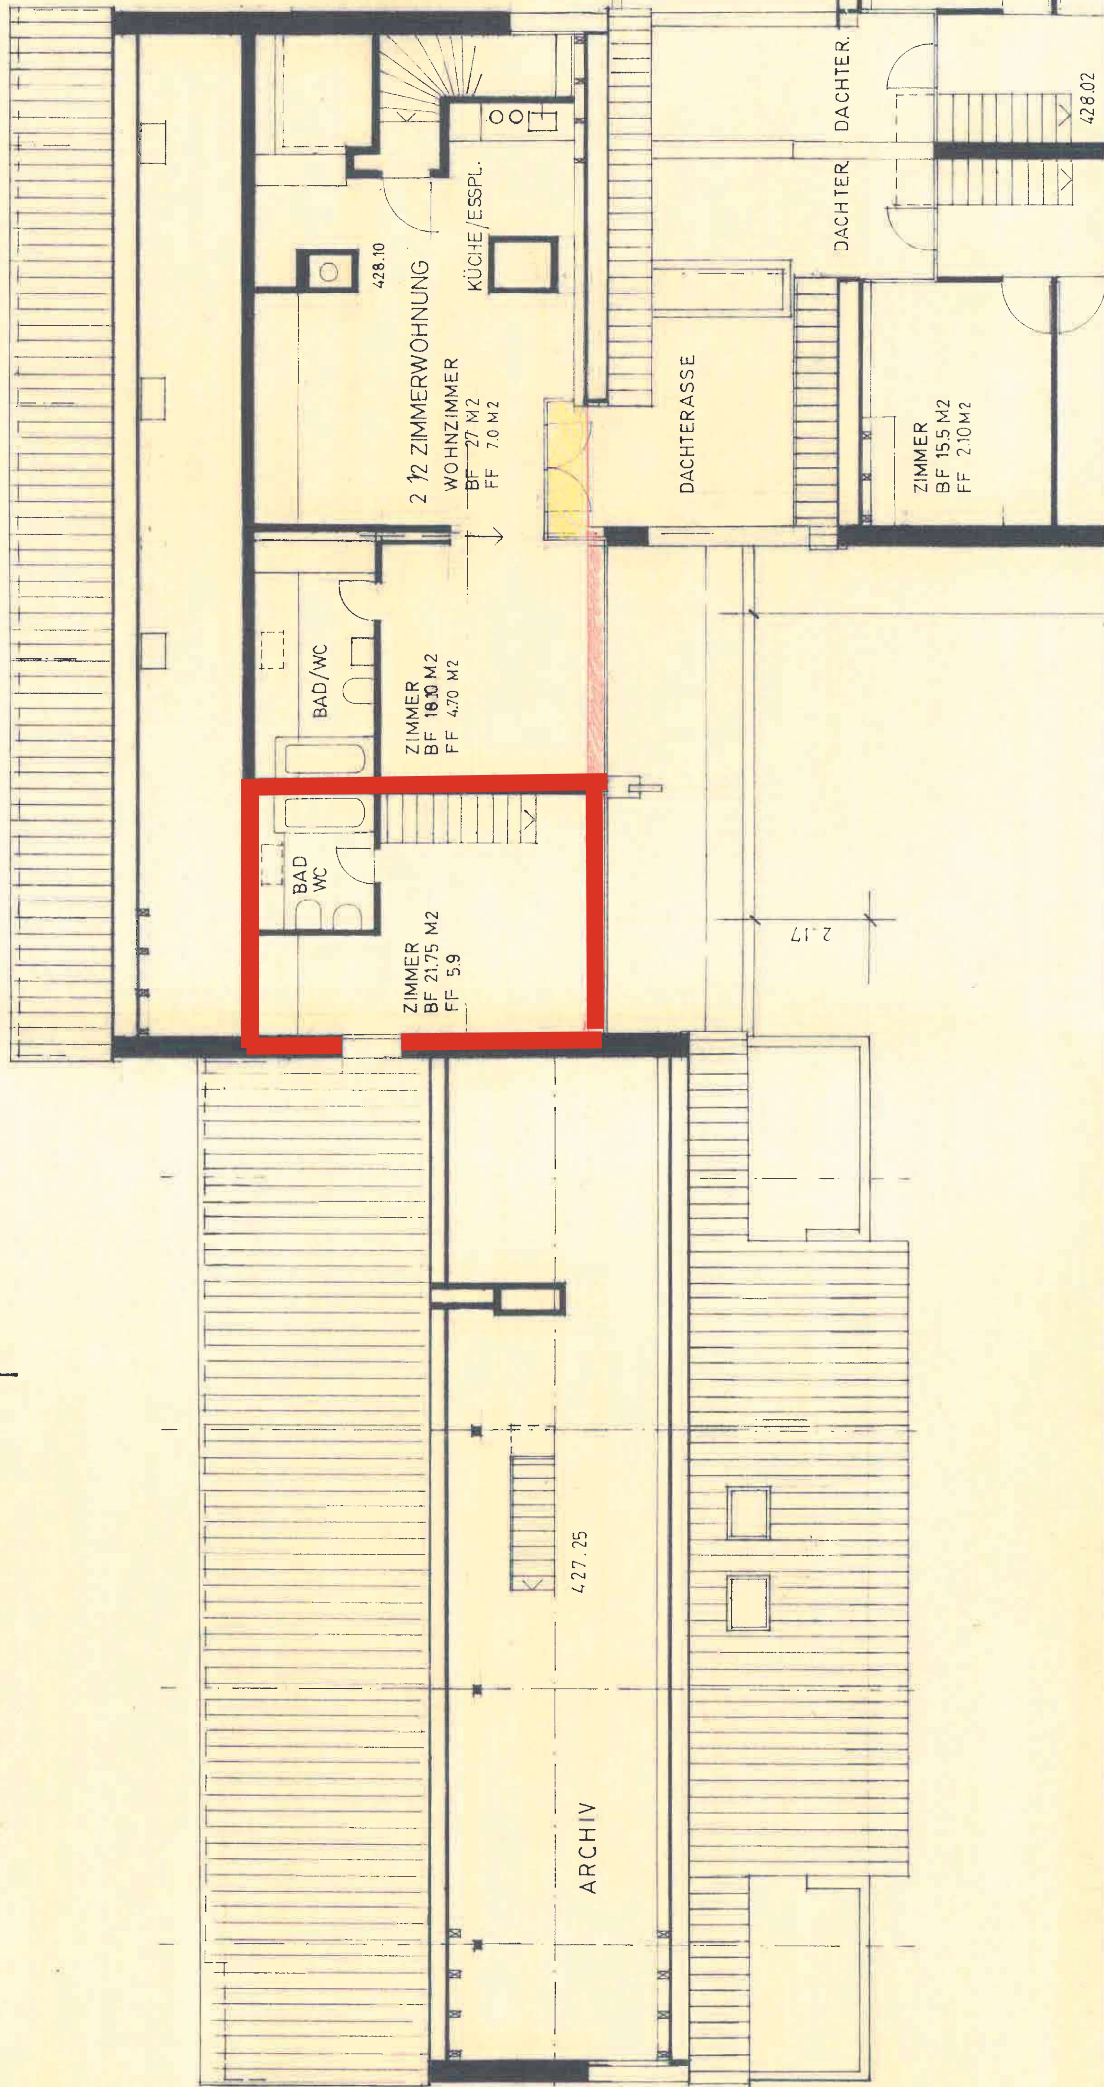 DACHTER.
DACHTER.
428.02
428.10
2 1/2 ZIMMERWOHNUNG
WOHNZIMMER
BF 27 M2
FF 7.0 M2
KÜCHE/ESSPL.
DACHTERASSE
ZIMMER
BF 15.5 M2
FF 2.10 M2
BAD/WC
ZIMMER
FF 4.70 M2
BAD
WC
ZIMMER
BF 21.75 M2
FF 5.9
2.17
427.25
ARCHIV